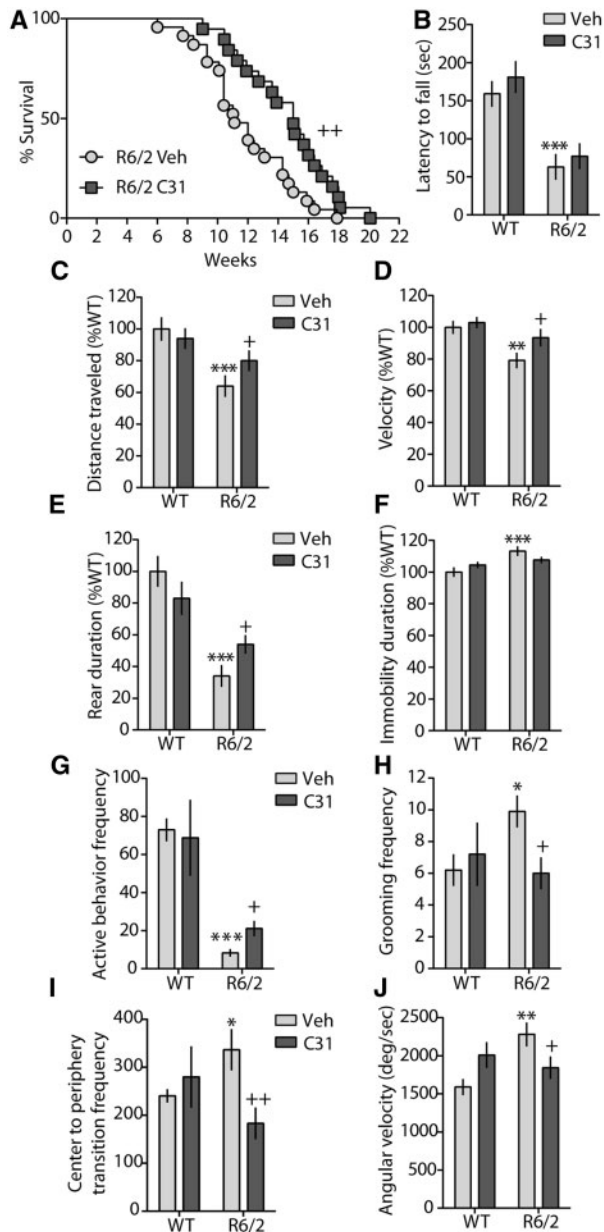 A
B
Veh
C31
% Survival
100
50
0
++
R6/2 Veh
R6/2 C31
0 2 4 6 8 10 12 14 16 18 20 22
Weeks
Latency to fall (sec)
250
200
150
100
50
0
***
WT R6/2
C
Veh
C31
Distance traveled (%WT)
120
100
80
60
40
20
0
***
+
WT R6/2
D
Velocity (%WT)
120
100
80
60
40
20
0
**
+
WT R6/2
E
Veh
C31
Rear duration (%WT)
120
100
80
60
40
20
0
***
+
WT R6/2
F
Immobility duration (%WT)
120
100
80
60
40
20
0
***
WT R6/2
G
Veh
C31
Active behavior frequency
100
80
60
40
20
0
***
+
WT R6/2
H
Grooming frequency
12
10
8
6
4
2
0
*
+
WT R6/2
I
Veh
C31
Center to periphery
transition frequency
400
300
200
100
0
*
++
WT R6/2
J
Angular velocity (deg/sec)
2500
2000
1500
1000
500
0
**
+
WT R6/2